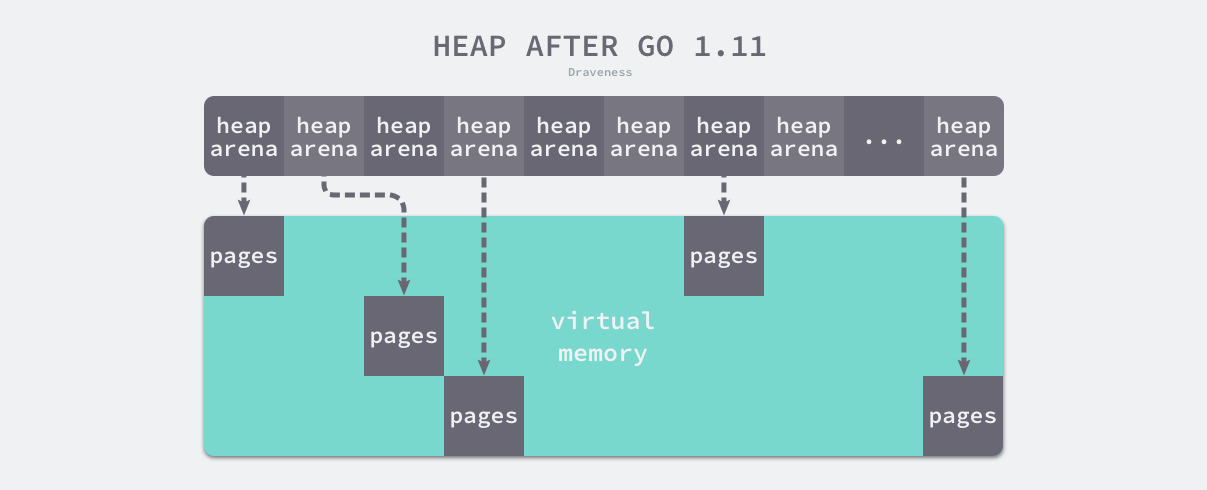 HEAP AFTER GO 1.11
Draveness
heap heap heap heap heap heap heap heap ... heap
arena arena arena arena arena arena arena arena arena
pages pages
virtual
pages
memory
pages pages